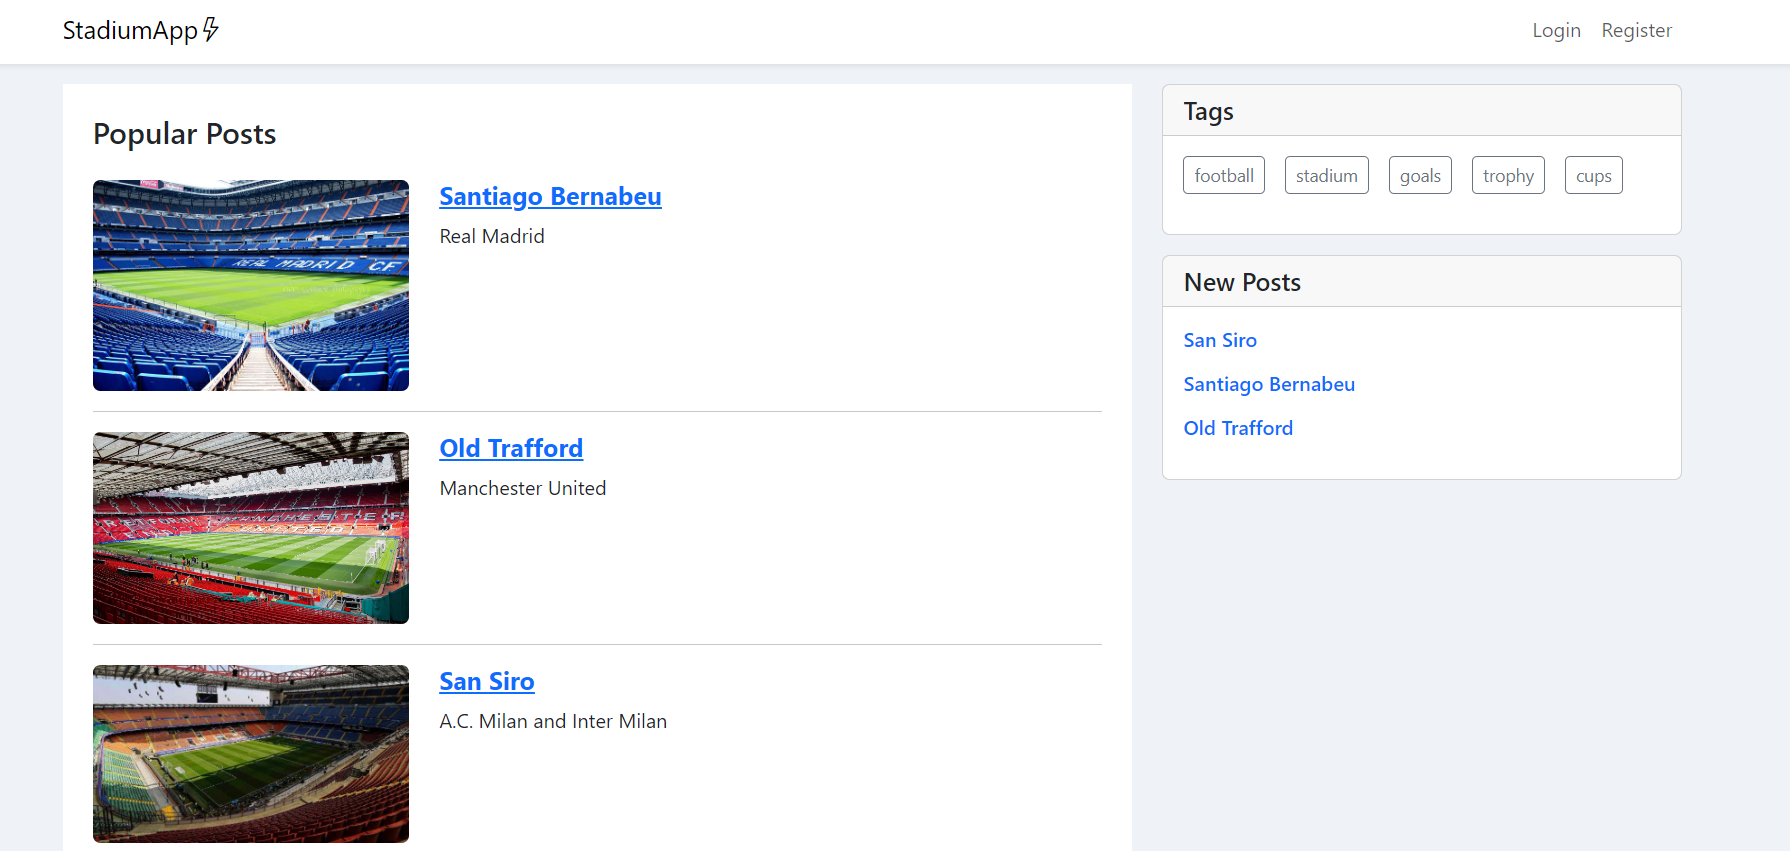 StadiumApp
Login
Register
Popular Posts
Santiago Bernabeu
Real Madrid
REAL MADRID CF
Old Trafford
Manchester United
San Siro
A.C. Milan and Inter Milan
Tags
football
stadium
goals
trophy
cups
New Posts
San Siro
Santiago Bernabeu
Old Trafford